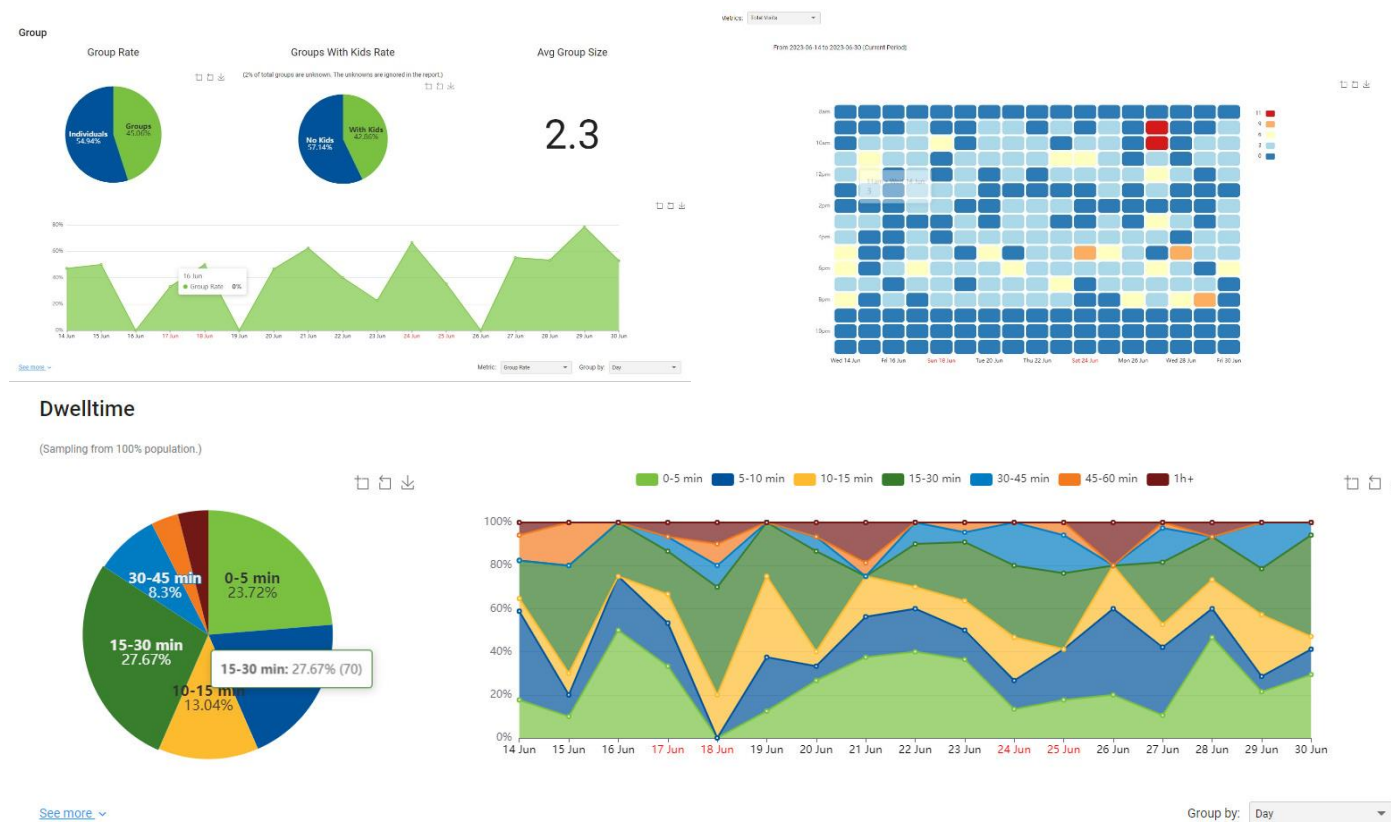 Group
Group Rate
Groups With Kids Rate
Avg Group Size
(2% of total groups are unknown. The unknowns are ignored in the report.)
Individuals
54.94%
Groups
45.06%
No Kids
57.14%
With Kids
42.86%
2.3
80%
60%
40%
20%
0%
16 Jun
Group Rate 0%
14 Jun 15 Jun 16 Jun 17 Jun 18 Jun 19 Jun 20 Jun 21 Jun 22 Jun 23 Jun 24 Jun 25 Jun 26 Jun 27 Jun 28 Jun 29 Jun 30 Jun
See more
Metric: Group Rate Group by: Day
Metrics:
From 2023-06-14 to 2023-06-30 (Current Period)
10am
12pm
2pm
4pm
6pm
8pm
10pm
11
9
6
3
0
Wed 14 Jun Fri 16 Jun Sun 18 Jun Tue 20 Jun Thu 22 Jun Sat 24 Jun Mon 26 Jun Wed 28 Jun Fri 30 Jun
Dwelltime
(Sampling from 100% population.)
30-45 min
8.3%
0-5 min
23.72%
15-30 min
27.67%
15-30 min: 27.67% (70)
10-15 min
13.04%
0-5 min 5-10 min 10-15 min 15-30 min 30-45 min 45-60 min 1h+
100%
80%
60%
40%
20%
0%
14 Jun 15 Jun 16 Jun 17 Jun 18 Jun 19 Jun 20 Jun 21 Jun 22 Jun 23 Jun 24 Jun 25 Jun 26 Jun 27 Jun 28 Jun 29 Jun 30 Jun
See more
Group by: Day